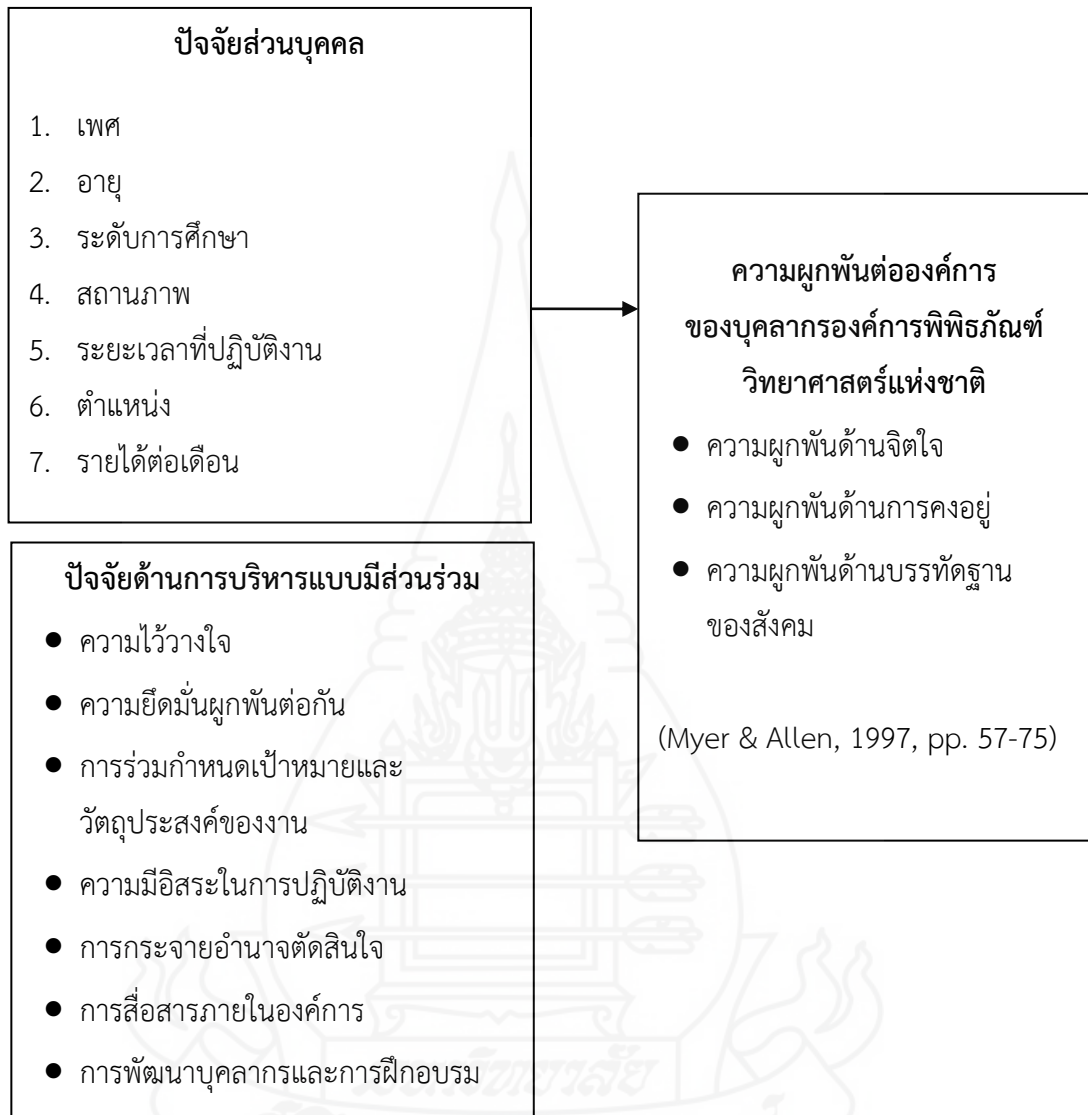 ปัจจัยส่วนบุคคล
1. เพศ
2. อายุ
3. ระดับการศึกษา
4. สถานภาพ
5. ระยะเวลาที่ปฏิบัติงาน
6. ตำแหน่ง
7. รายได้ต่อเดือน
ปัจจัยด้านการบริหารแบบมีส่วนร่วม
● ความไว้วางใจ
● ความยึดมั่นผูกพันต่อกัน
● การร่วมกำหนดเป้าหมายและ
วัตถุประสงค์ของงาน
● ความมีอิสระในการปฏิบัติงาน
● การกระจายอำนาจตัดสินใจ
● การสื่อสารภายในองค์การ
● การพัฒนาบุคลากรและการฝึกอบรม
ความผูกพันต่อองค์การ
ของบุคลากรองค์การพิพิธภัณฑ์
วิทยาศาสตร์แห่งชาติ
● ความผูกพันด้านจิตใจ
● ความผูกพันด้านการคงอยู่
● ความผูกพันด้านบรรทัดฐาน
ของสังคม
(Myer & Allen, 1997, pp. 57-75)